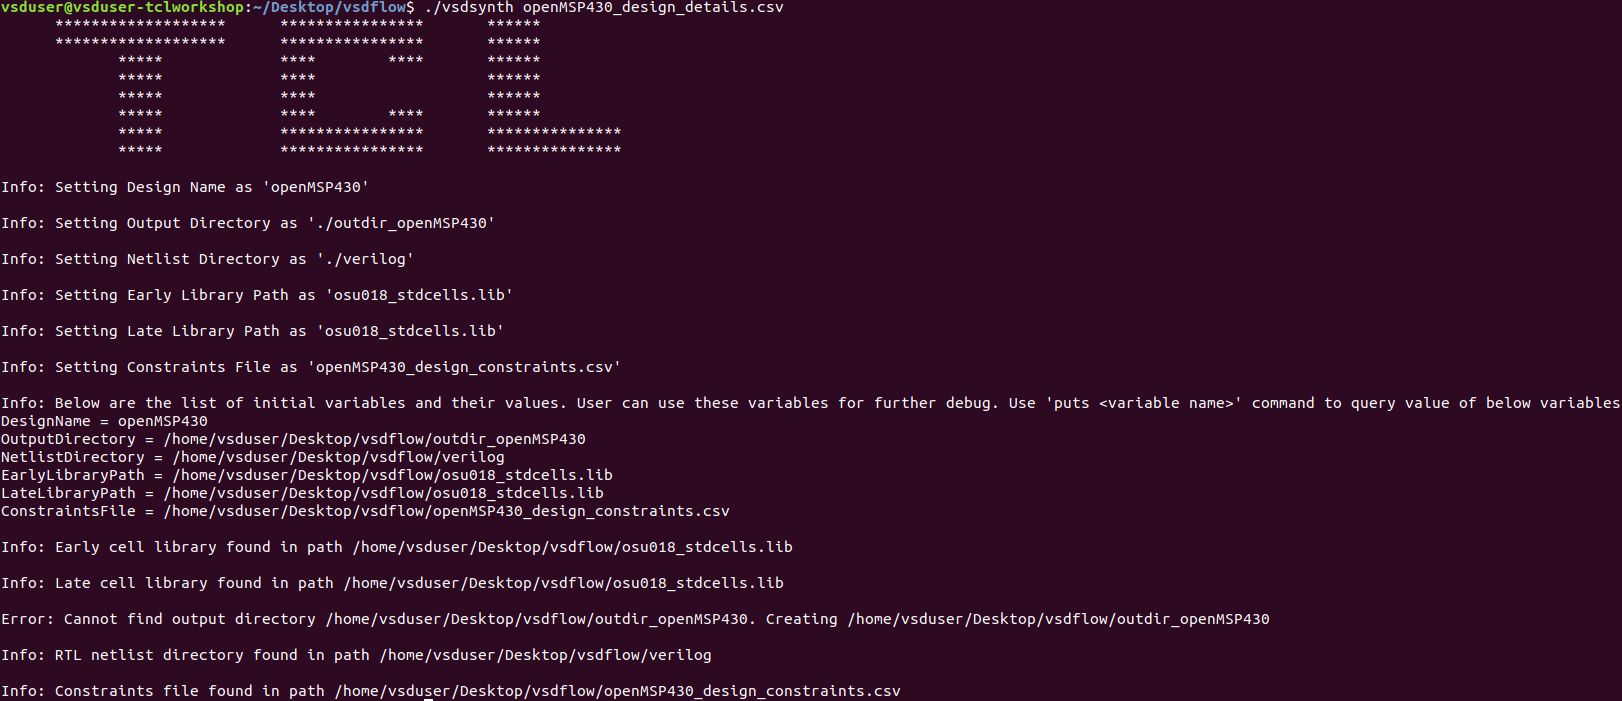 vsduser@vsduser-tclworkshop:~/Desktop/vsdflow$ ./vsdsynth openMSP430_design_details.csv
      *******************      ****************       ******
      *******************      ****************       ******
             *****             ****        ****       ******
             *****             ****                   ******
             *****             ****                   ******
             *****             ****        ****       ******
             *****             ****************       ***************
             *****             ****************       ***************
Info: Setting Design Name as 'openMSP430'
Info: Setting Output Directory as './outdir_openMSP430'
Info: Setting Netlist Directory as './verilog'
Info: Setting Early Library Path as 'osu018_stdcells.lib'
Info: Setting Late Library Path as 'osu018_stdcells.lib'
Info: Setting Constraints File as 'openMSP430_design_constraints.csv'
Info: Below are the list of initial variables and their values. User can use these variables for further debug. Use 'puts <variable name>' command to query value of below variables
DesignName = openMSP430
OutputDirectory = /home/vsduser/Desktop/vsdflow/outdir_openMSP430
NetlistDirectory = /home/vsduser/Desktop/vsdflow/verilog
EarlyLibraryPath = /home/vsduser/Desktop/vsdflow/osu018_stdcells.lib
LateLibraryPath = /home/vsduser/Desktop/vsdflow/osu018_stdcells.lib
ConstraintsFile = /home/vsduser/Desktop/vsdflow/openMSP430_design_constraints.csv
Info: Early cell library found in path /home/vsduser/Desktop/vsdflow/osu018_stdcells.lib
Info: Late cell library found in path /home/vsduser/Desktop/vsdflow/osu018_stdcells.lib
Error: Cannot find output directory /home/vsduser/Desktop/vsdflow/outdir_openMSP430. Creating /home/vsduser/Desktop/vsdflow/outdir_openMSP430
Info: RTL netlist directory found in path /home/vsduser/Desktop/vsdflow/verilog
Info: Constraints file found in path /home/vsduser/Desktop/vsdflow/openMSP430_design_constraints.csv